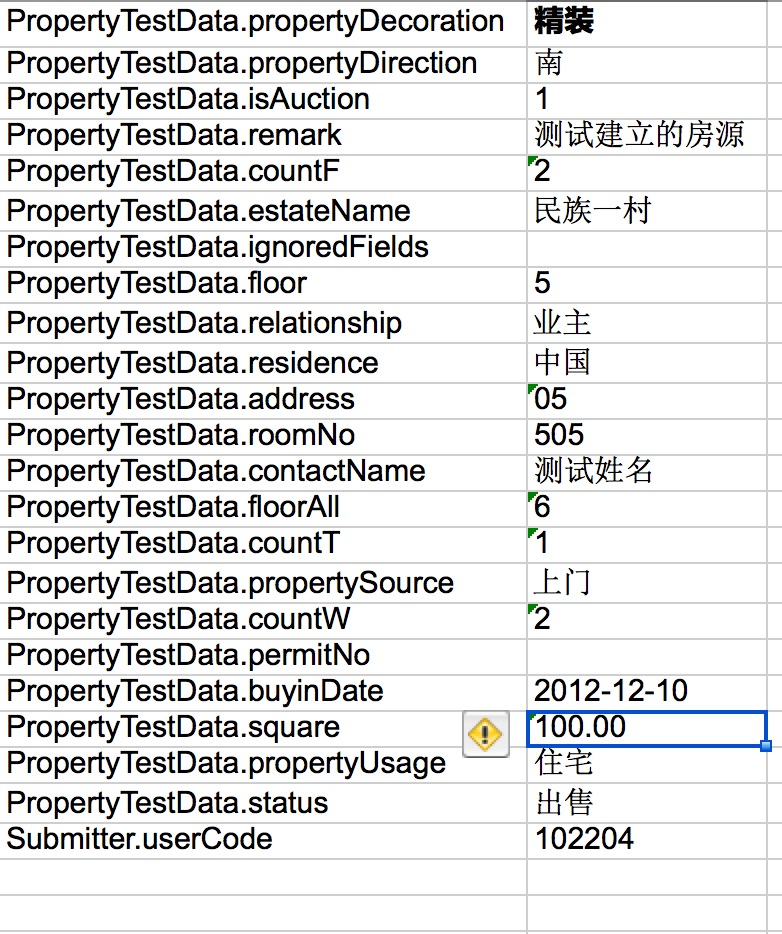 PropertyTestData.propertyDecoration 精装
PropertyTestData.propertyDirection 南
PropertyTestData.isAuction 1
PropertyTestData.remark 测试建立的房源
PropertyTestData.countF 2
PropertyTestData.estateName 民族一村
PropertyTestData.ignoredFields
PropertyTestData.floor 5
PropertyTestData.relationship 业主
PropertyTestData.residence 中国
PropertyTestData.address 05
PropertyTestData.roomNo 505
PropertyTestData.contactName 测试姓名
PropertyTestData.floorAll 6
PropertyTestData.countT 1
PropertyTestData.propertySource 上门
PropertyTestData.countW 2
PropertyTestData.permitNo
PropertyTestData.buyinDate 2012-12-10
PropertyTestData.square 100.00
PropertyTestData.propertyUsage 住宅
PropertyTestData.status 出售
Submitter.userCode 102204